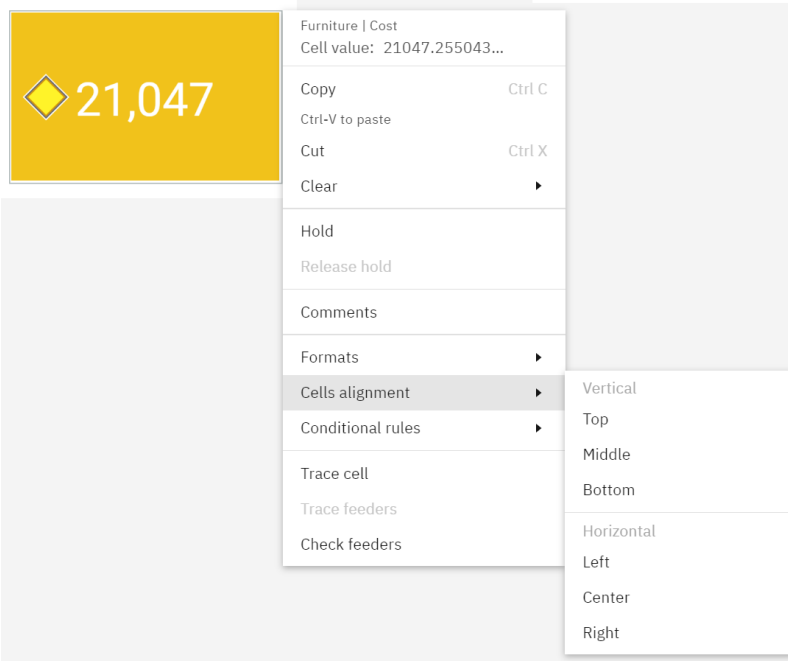 21,047
Furniture | Cost
Cell value: 21047.255043...
Copy Ctrl C
Ctrl-V to paste
Cut Ctrl X
Clear
Hold
Release hold
Comments
Formats
Cells alignment
Conditional rules
Trace cell
Trace feeders
Check feeders
Vertical
Top
Middle
Bottom
Horizontal
Left
Center
Right